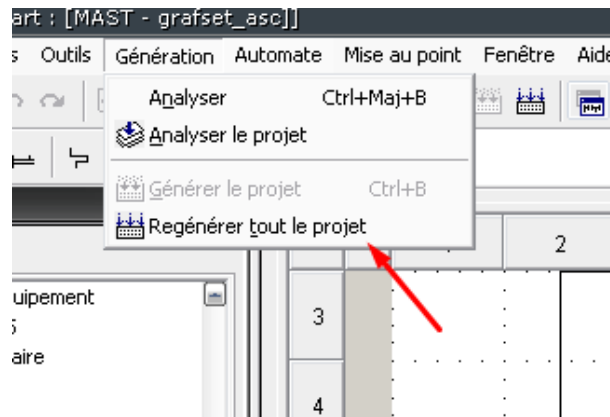 art : [MAST - grafset_asc]]
s Outils Génération Automate Mise au point Fenêtre Aide
Analyser Ctrl+Maj+B
Analyser le projet
Générer le projet Ctrl+B
Regénérer tout le projet
2
uipement
5
aire
3
4